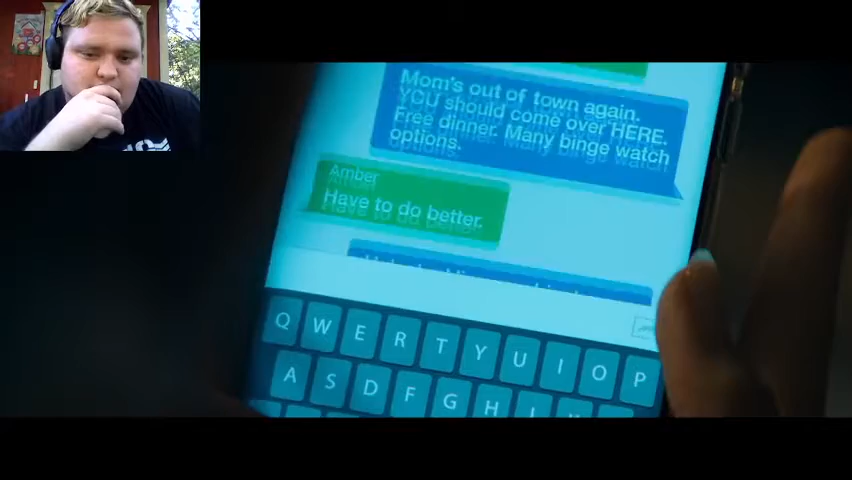 Mom's out of town again.
YOU should come over HERE.
Free dinner. Many binge watch
options.
Amber
Have to do better.
Q W E R T Y U I O P
A S D F G H